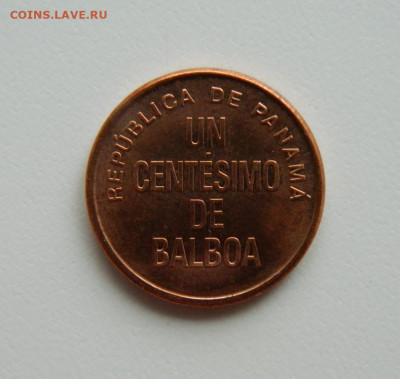 COINS.LAVE.RU
REPÚBLICA DE PANAMÁ
UN
CENTÉSIMO
DE
BALBOA